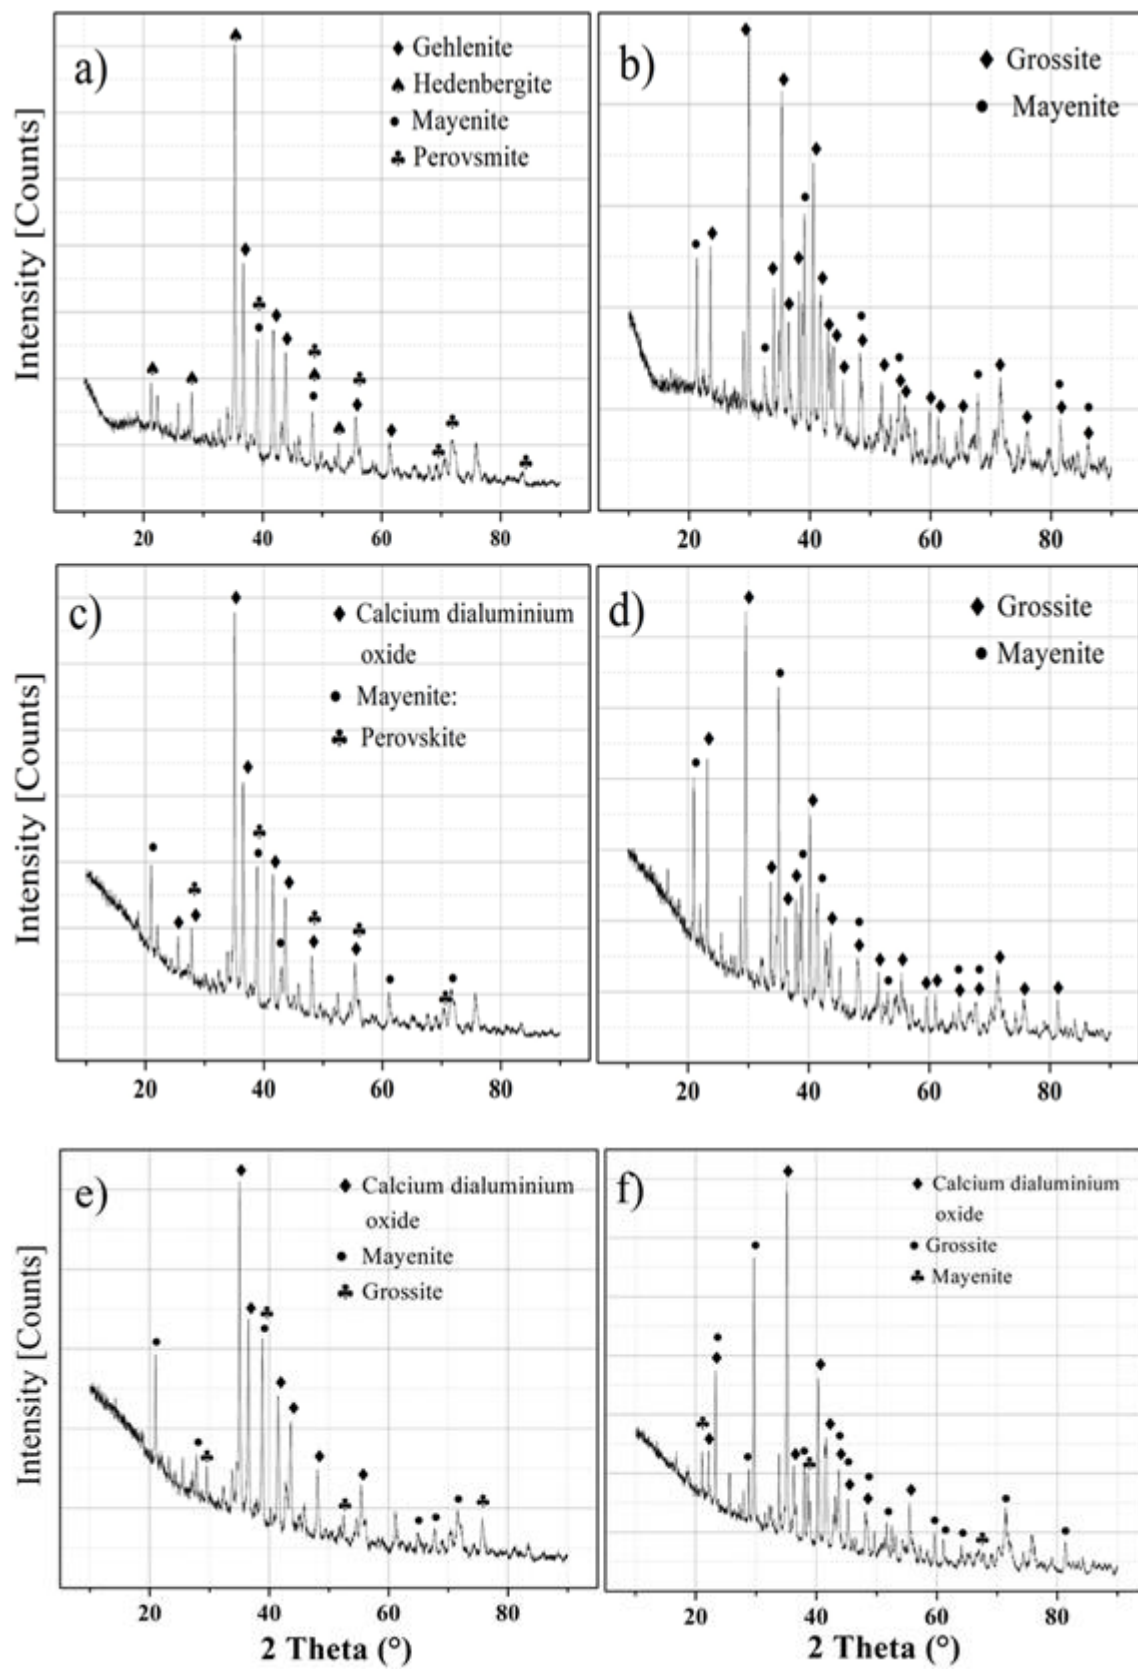 a)
Gehlenite
Hedenbergite
Mayenite
Perovsmite
Intensity [Counts]
20 40 60 80
b)
Grossite
Mayenite
20 40 60 80
c)
Calcium dialuminium
oxide
Mayenite:
Perovskite
Intensity [Counts]
20 40 60 80
d)
Grossite
Mayenite
20 40 60 80
e)
Calcium dialuminium
oxide
Mayenite
Grossite
Intensity [Counts]
20 40 60 80
2 Theta (°)
f)
Calcium dialuminium
oxide
Grossite
Mayenite
20 40 60 80
2 Theta (°)